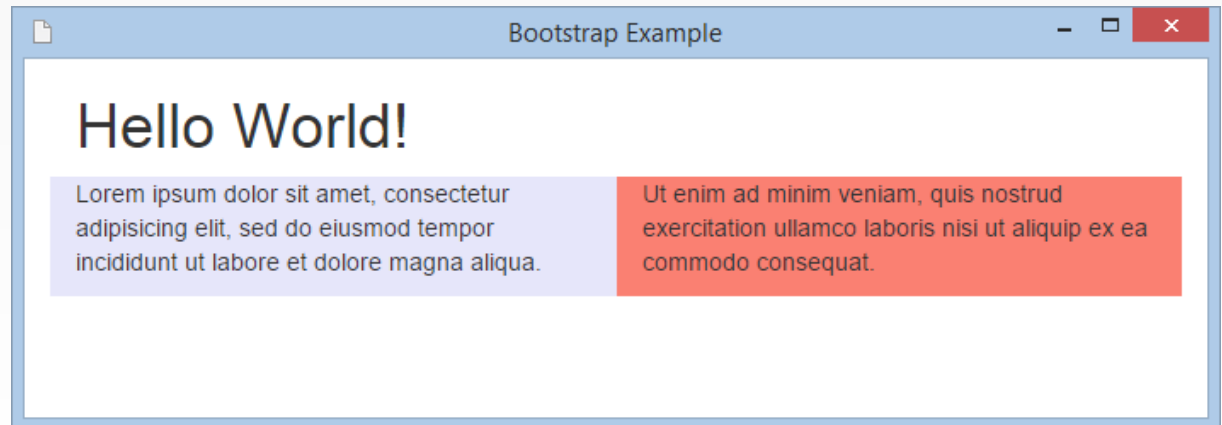 Bootstrap Example
Hello World!
Lorem ipsum dolor sit amet, consectetur
adipisicing elit, sed do eiusmod tempor
incididunt ut labore et dolore magna aliqua.
Ut enim ad minim veniam, quis nostrud
exercitation ullamco laboris nisi ut aliquip ex ea
commodo consequat.